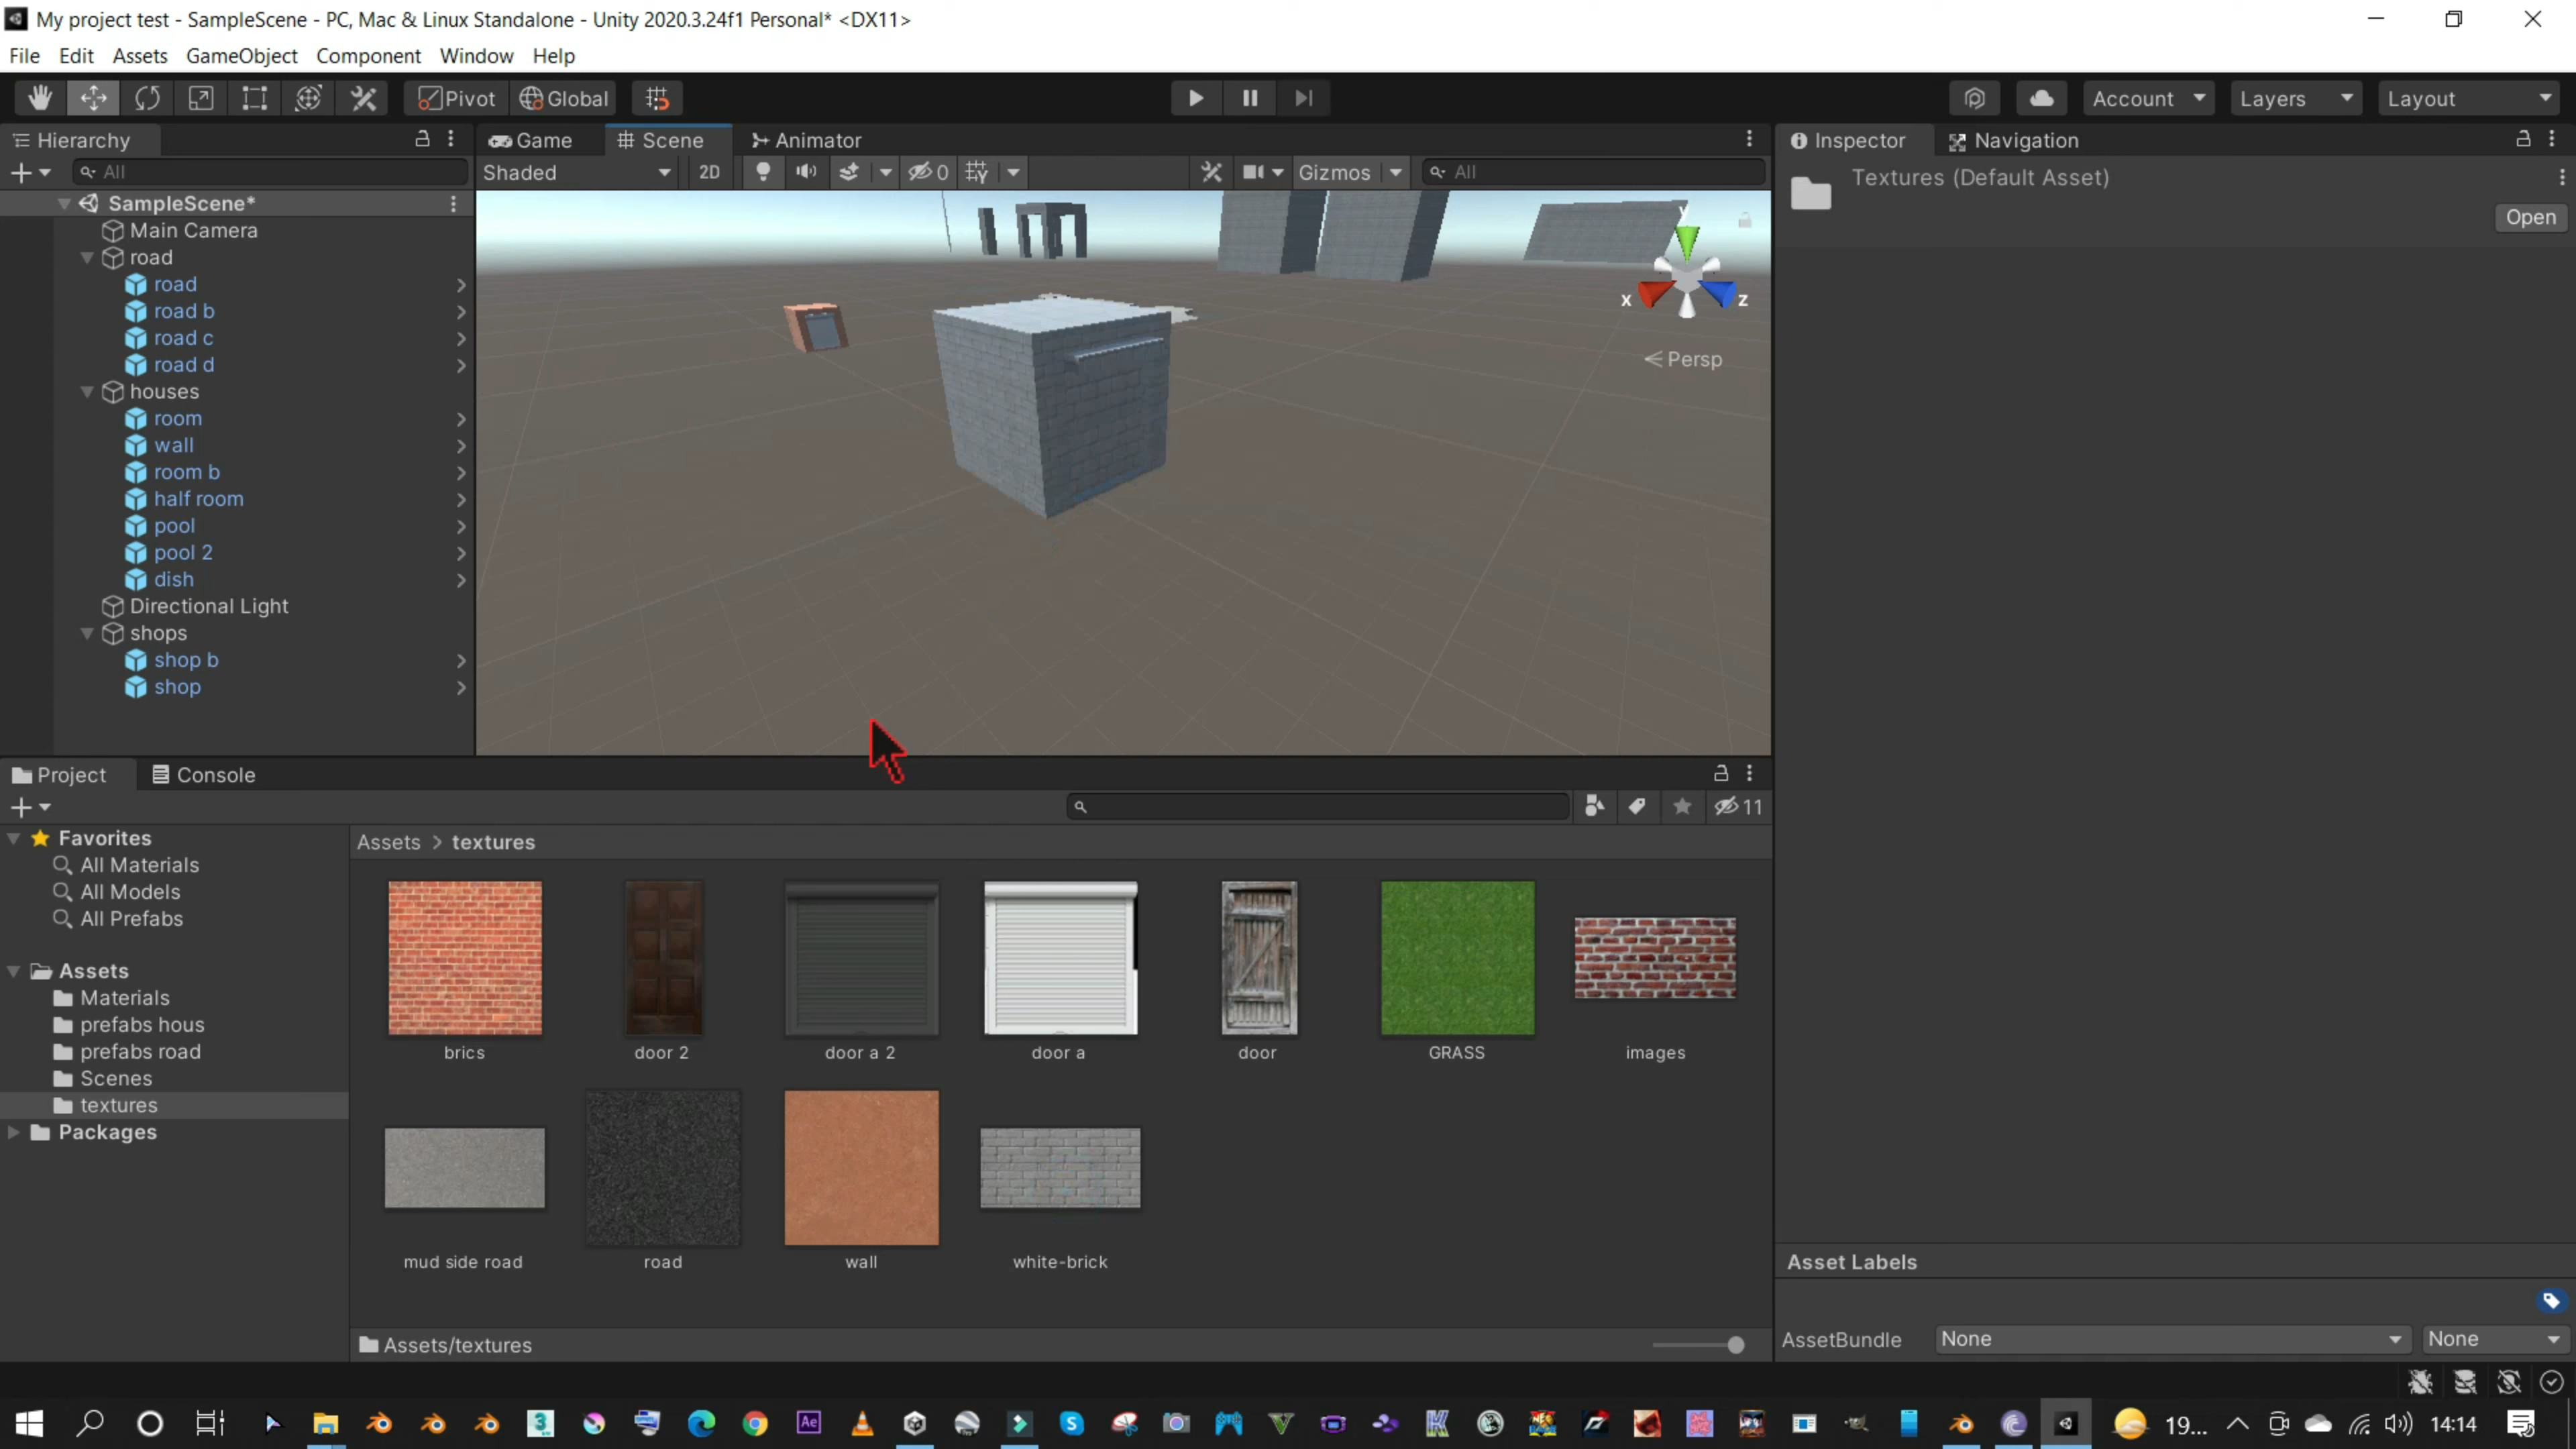 My project test - SampleScene - PC, Mac & Linux Standalone - Unity 2020.3.24f1 Personal* <DX11>
File Edit Assets GameObject Component Window Help
Pivot Global Account Layers Layout
Hierarchy
All
SampleScene*
Main Camera
road
road
road b
road c
road d
houses
room
wall
room b
half room
pool
pool 2
dish
Directional Light
shops
shop b
shop
Game Scene Animator
Shaded 2D 0 Gizmos All
y
x z
Persp
Inspector Navigation
Textures (Default Asset)
Open
Project Console
11
Favorites
All Materials
All Models
All Prefabs
Assets
Materials
prefabs hous
prefabs road
Scenes
textures
Packages
Assets > textures
brics door 2 door a 2 door a door GRASS images
mud side road road wall white-brick
Assets/textures
Asset Labels
AssetBundle None None
Ae
19... 14:14